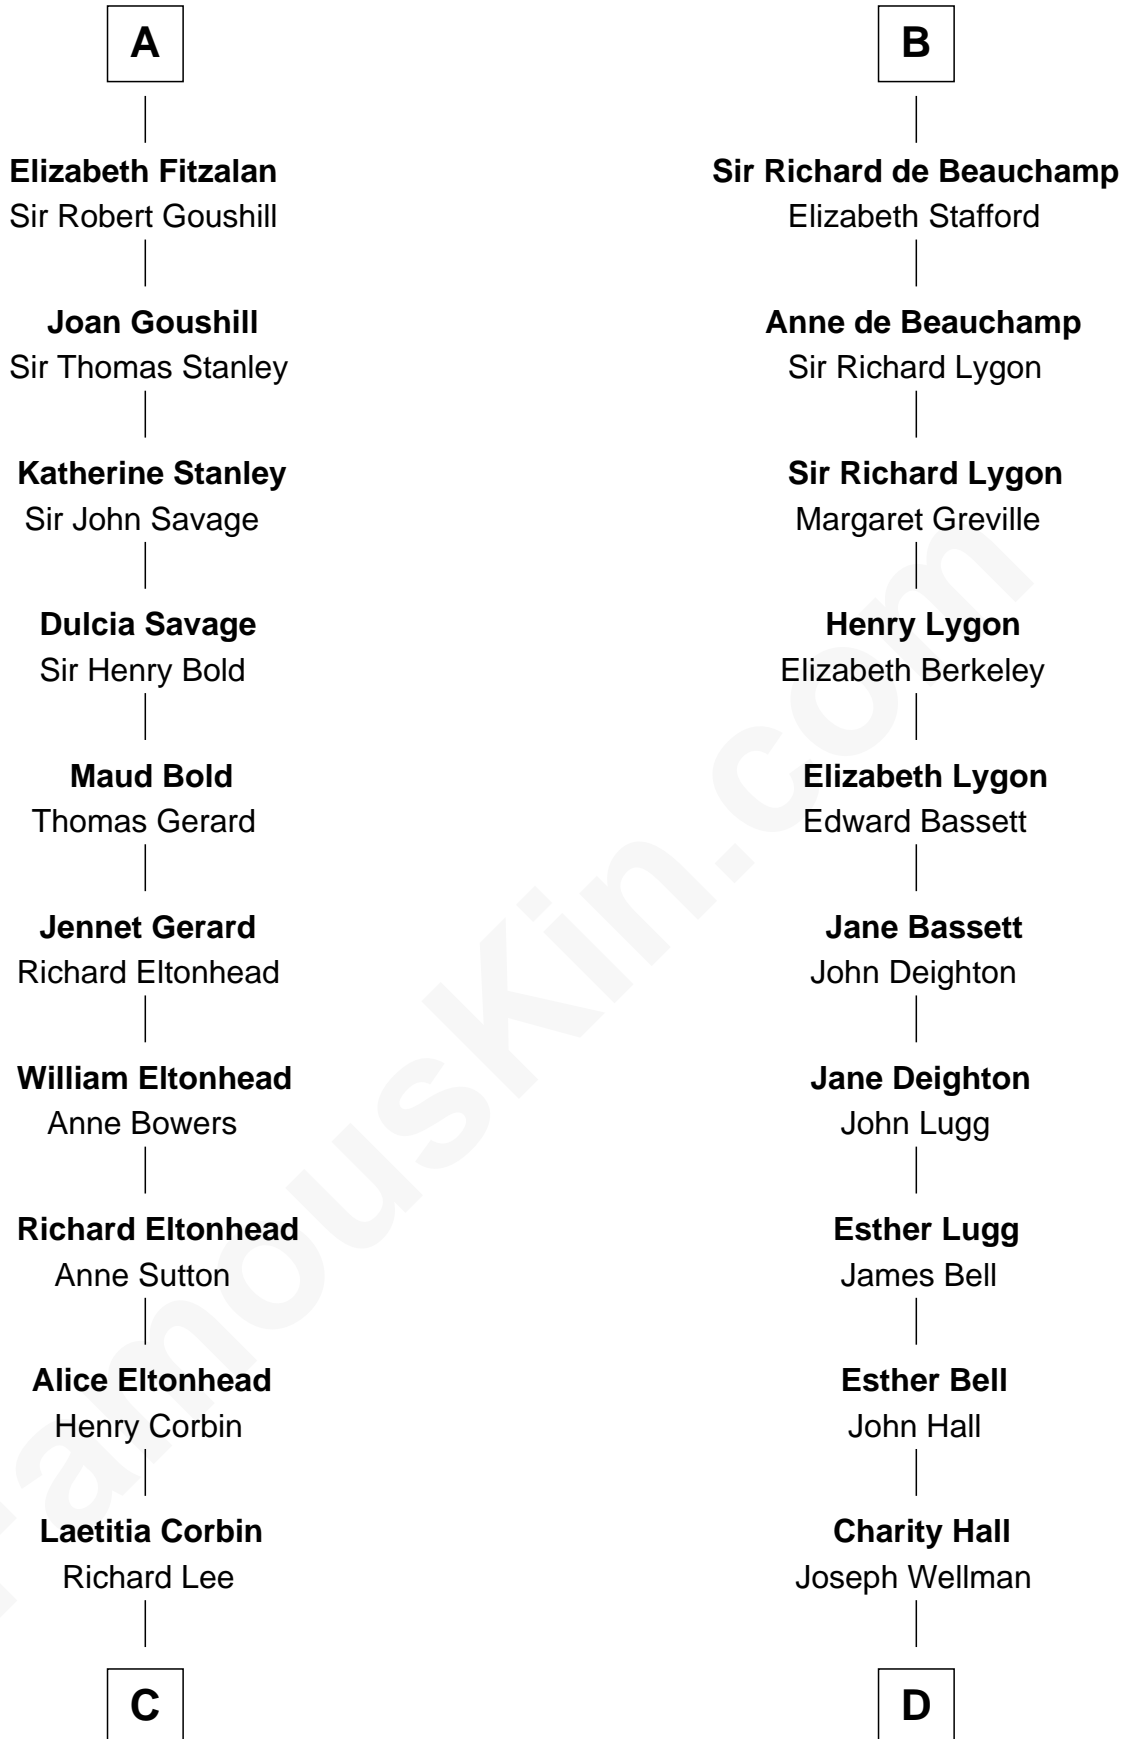 A
Elizabeth Fitzalan
Sir Robert Goushill
Joan Goushill
Sir Thomas Stanley
Katherine Stanley
Sir John Savage
Dulcia Savage
Sir Henry Bold
Maud Bold
Thomas Gerard
Jennet Gerard
Richard Eltonhead
William Eltonhead
Anne Bowers
Richard Eltonhead
Anne Sutton
Alice Eltonhead
Henry Corbin
Laetitia Corbin
Richard Lee
C
B
Sir Richard de Beauchamp
Elizabeth Stafford
Anne de Beauchamp
Sir Richard Lygon
Sir Richard Lygon
Margaret Greville
Henry Lygon
Elizabeth Berkeley
Elizabeth Lygon
Edward Bassett
Jane Bassett
John Deighton
Jane Deighton
John Lugg
Esther Lugg
James Bell
Esther Bell
John Hall
Charity Hall
Joseph Wellman
D
FamousKin.com